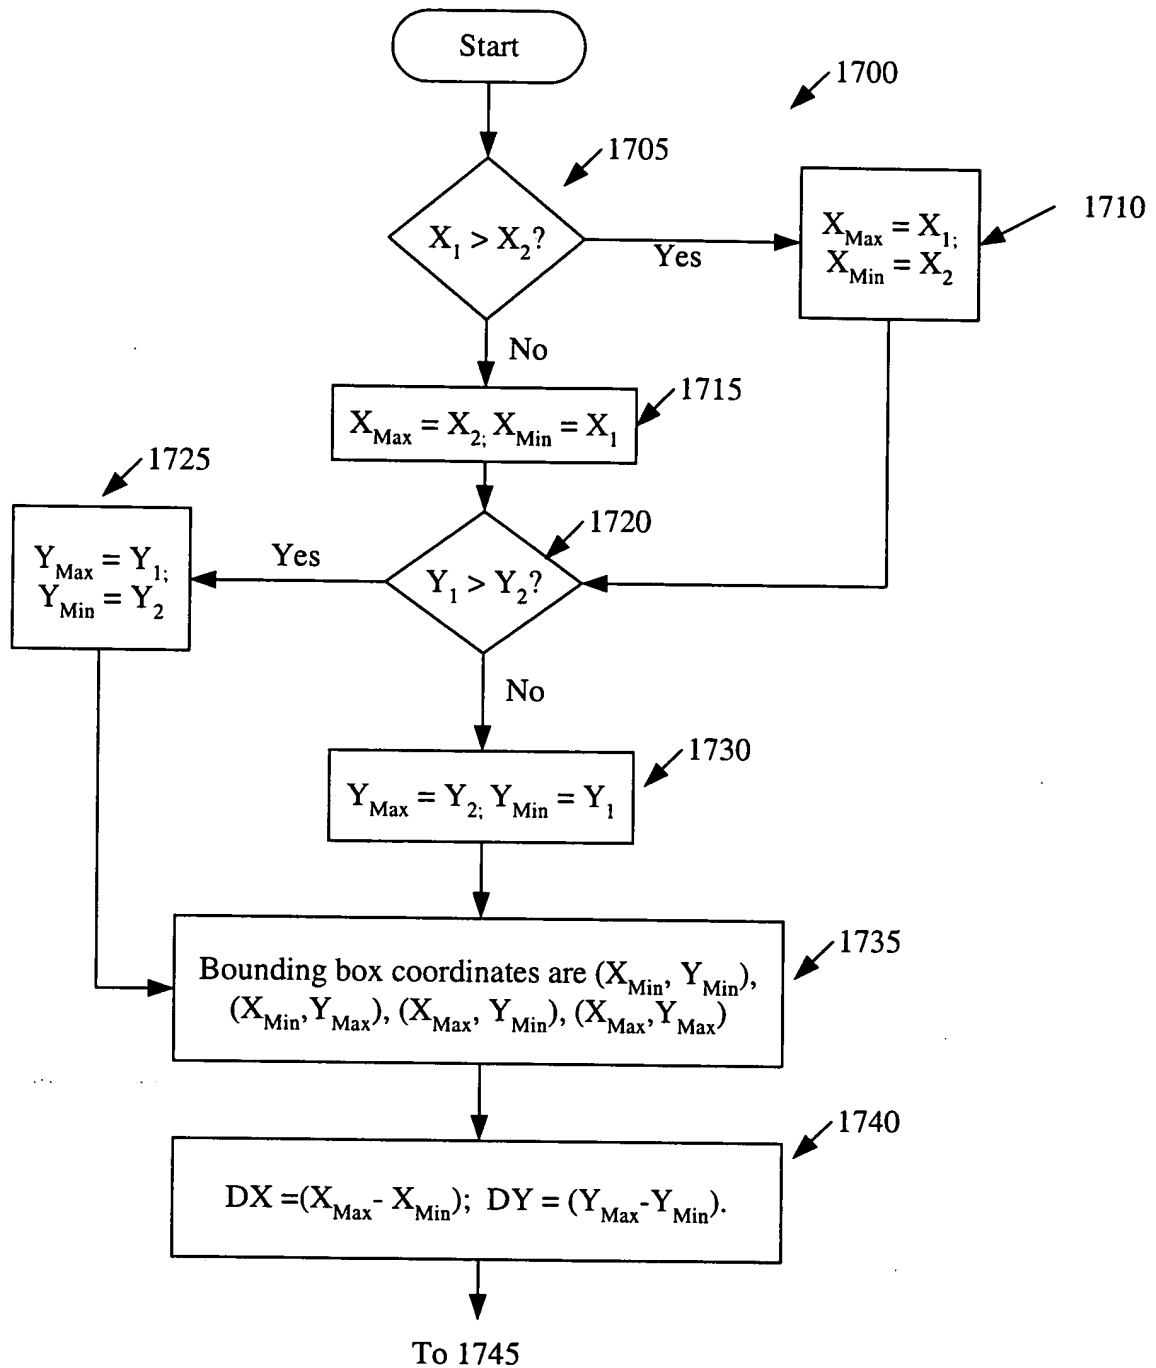 Start
1700
1705
X1 > X2?
Yes
1710
XMax = X1;
XMin = X2
No
1715
XMax = X2; XMin = X1
1725
1720
YMax = Y1;
YMin = Y2
Yes
Y1 > Y2?
No
1730
YMax = Y2; YMin = Y1
1735
Bounding box coordinates are (XMin, YMin),
(XMin,YMax), (XMax, YMin), (XMax,YMax)
1740
DX =(XMax- XMin); DY = (YMax-YMin).
To 1745